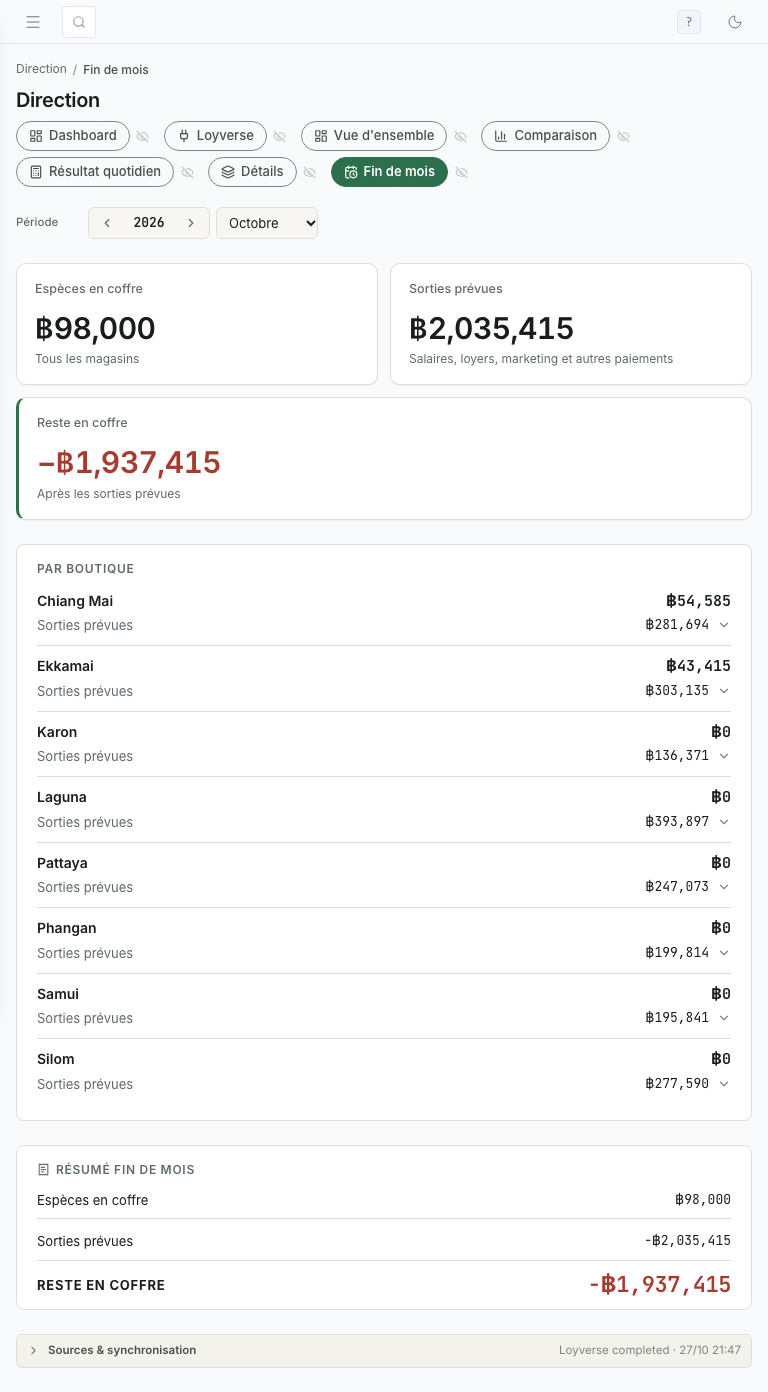 ?
Direction / Fin de mois
Direction
Dashboard Loyverse Vue d'ensemble Comparaison
Résultat quotidien Détails Fin de mois
Période 2026 Octobre
Espèces en coffre
฿98,000
Tous les magasins
Sorties prévues
฿2,035,415
Salaires, loyers, marketing et autres paiements
Reste en coffre
−฿1,937,415
Après les sorties prévues
PAR BOUTIQUE
Chiang Mai ฿54,585
Sorties prévues ฿281,694
Ekkamai ฿43,415
Sorties prévues ฿303,135
Karon ฿0
Sorties prévues ฿136,371
Laguna ฿0
Sorties prévues ฿393,897
Pattaya ฿0
Sorties prévues ฿247,073
Phangan ฿0
Sorties prévues ฿199,814
Samui ฿0
Sorties prévues ฿195,841
Silom ฿0
Sorties prévues ฿277,590
RÉSUMÉ FIN DE MOIS
Espèces en coffre ฿98,000
Sorties prévues -฿2,035,415
RESTE EN COFFRE -฿1,937,415
Sources & synchronisation Loyverse completed · 27/10 21:47